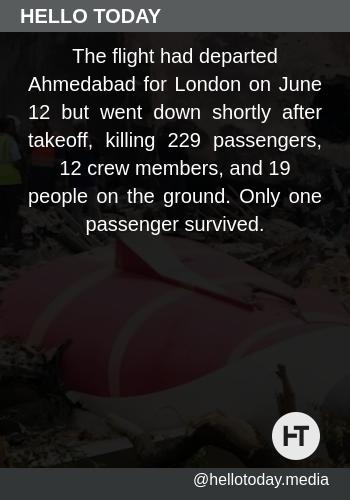 HELLO TODAY
The flight had departed
Ahmedabad for London on June
12 but went down shortly after
takeoff, killing 229 passengers,
12 crew members, and 19
people on the ground. Only one
passenger survived.
HT
@hellotoday.media